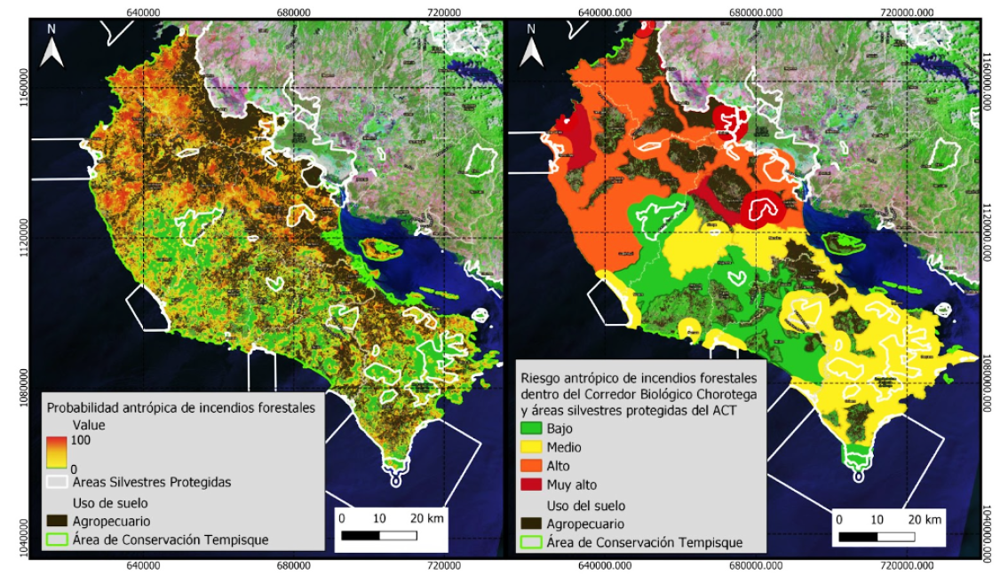 640000
680000
720000
N
1160000
1120000
1080000
1040000
Probabilidad antrópica de incendios forestales
Value
100
0
Areas Silvestres Protegidas
Uso de suelo
Agropecuario
Área de Conservación Tempisque
0 10 20 km
640000
680000
720000
640000.000
680000.000
720000.000
N
1160000.000
1120000.000
1080000.000
1040000.000
Riesgo antrópico de incendios forestales
dentro del Corredor Biológico Chorotega
y áreas silvestres protegidas del ACT
Bajo
Medio
Alto
Muy alto
Uso del suelo
Agropecuario
Área de Conservación Tempisque
0 10 20 km
640000.000
680000.000
720000.000